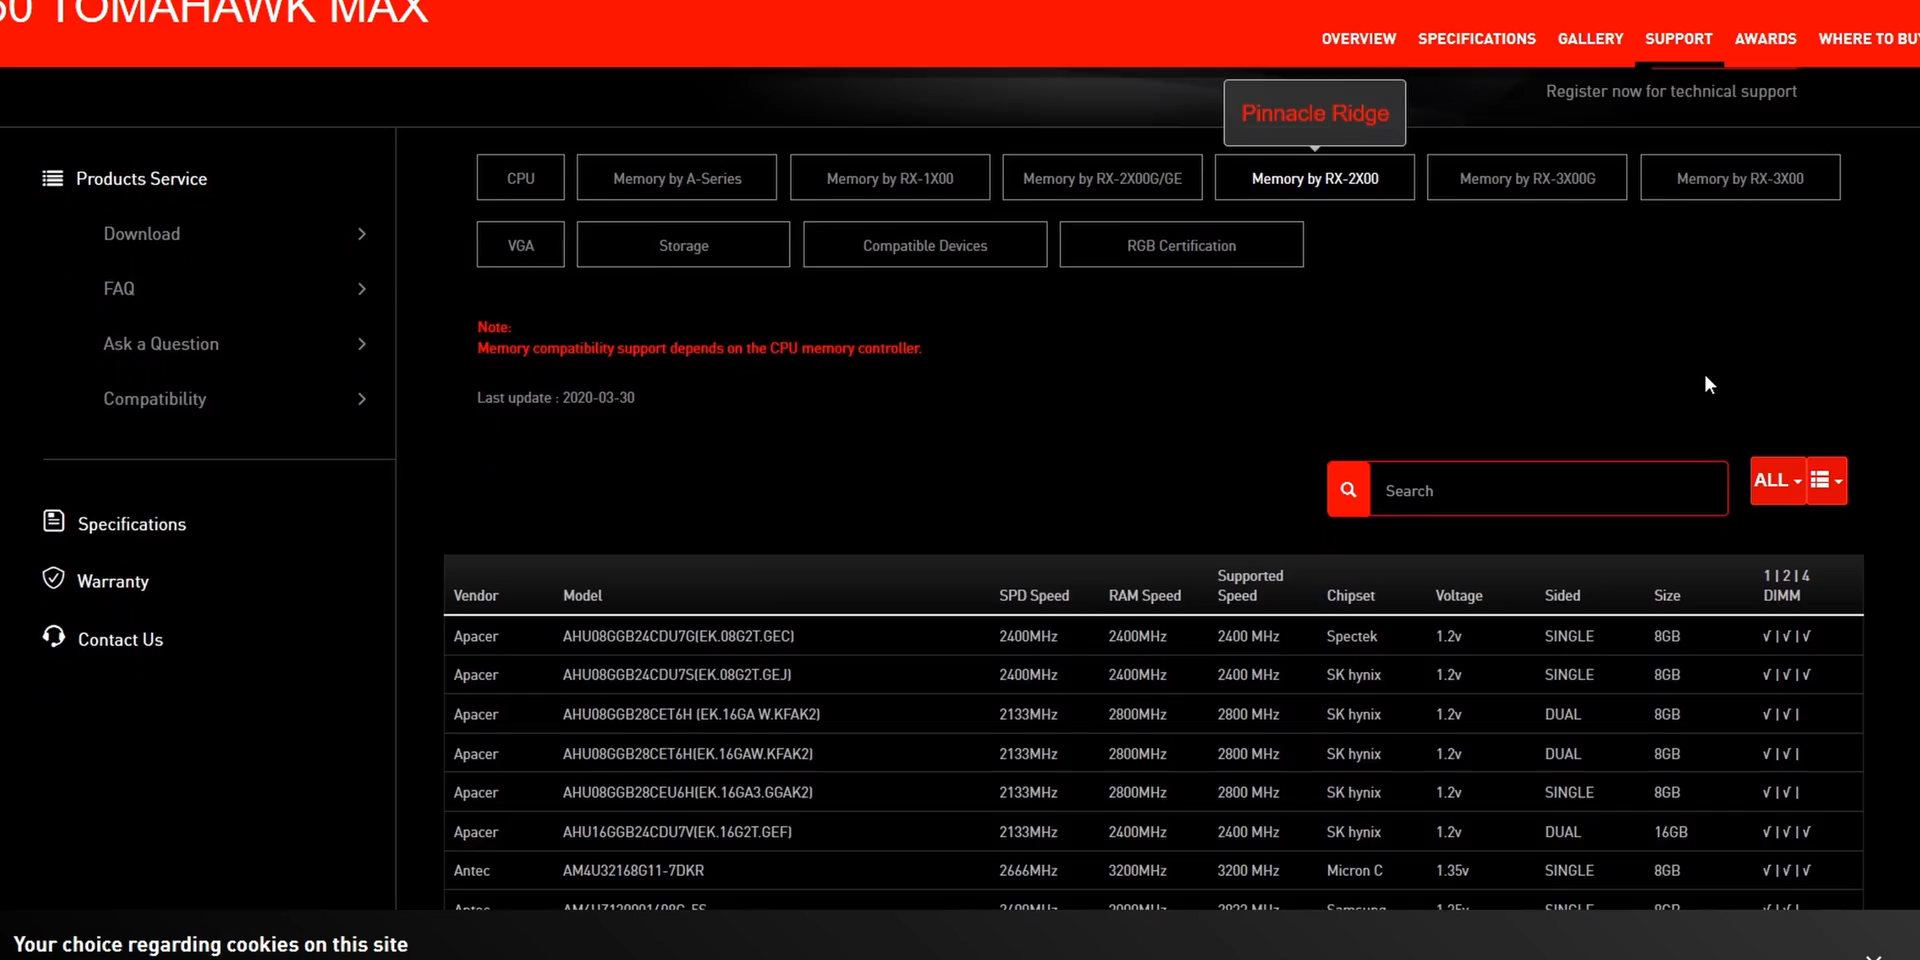 50 TOMAHAWK MAX
OVERVIEW SPECIFICATIONS GALLERY SUPPORT AWARDS WHERE TO BU
Register now for technical support
Pinnacle Ridge
Products Service
Download
FAQ
Ask a Question
Compatibility
Specifications
Warranty
Contact Us
CPU Memory by A-Series Memory by RX-1X00 Memory by RX-2X00G/GE Memory by RX-2X00 Memory by RX-3X00G Memory by RX-3X00
VGA Storage Compatible Devices RGB Certification
Note:
Memory compatibility support depends on the CPU memory controller.
Last update : 2020-03-30
Search ALL
Vendor Model SPD Speed RAM Speed Supported Speed Chipset Voltage Sided Size 1 | 2 | 4 DIMM
Apacer AHU08GGB24CDU7G(EK.08G2T.GEC) 2400MHz 2400MHz 2400 MHz Spectek 1.2v SINGLE 8GB √ | √ | √
Apacer AHU08GGB24CDU7S(EK.08G2T.GEJ) 2400MHz 2400MHz 2400 MHz SK hynix 1.2v SINGLE 8GB √ | √ | √
Apacer AHU08GGB28CET6H (EK.16GA W.KFAK2) 2133MHz 2800MHz 2800 MHz SK hynix 1.2v DUAL 8GB √ | √ |
Apacer AHU08GGB28CET6H(EK.16GAW.KFAK2) 2133MHz 2800MHz 2800 MHz SK hynix 1.2v DUAL 8GB √ | √ |
Apacer AHU08GGB28CEU6H(EK.16GA3.GGAK2) 2133MHz 2800MHz 2800 MHz SK hynix 1.2v SINGLE 8GB √ | √ |
Apacer AHU16GGB24CDU7V(EK.16G2T.GEF) 2133MHz 2400MHz 2400 MHz SK hynix 1.2v DUAL 16GB √ | √ | √
Antec AM4U32168G11-7DKR 2666MHz 3200MHz 3200 MHz Micron C 1.35v SINGLE 8GB √ | √ | √
Your choice regarding cookies on this site